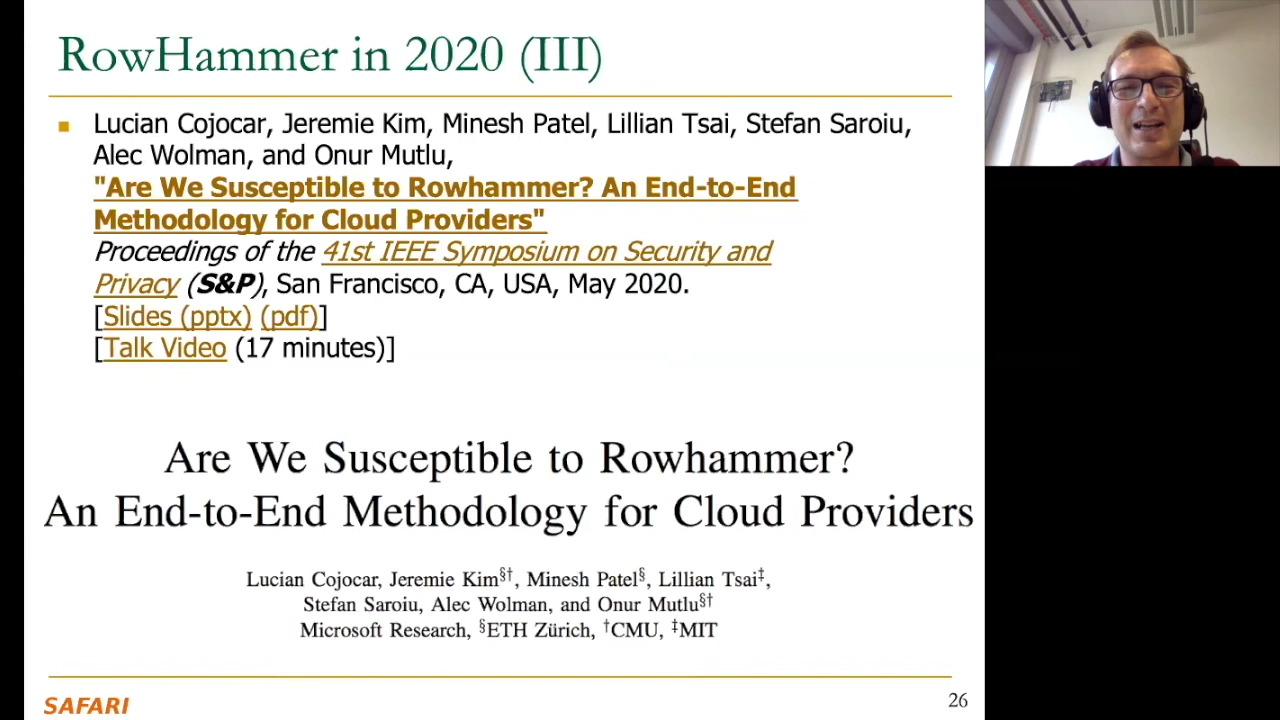 RowHammer in 2020 (III)
Lucian Cojocar, Jeremie Kim, Minesh Patel, Lillian Tsai, Stefan Saroiu,
Alec Wolman, and Onur Mutlu,
"Are We Susceptible to Rowhammer? An End-to-End
Methodology for Cloud Providers"
Proceedings of the 41st IEEE Symposium on Security and
Privacy (S&P), San Francisco, CA, USA, May 2020.
[Slides (pptx) (pdf)]
[Talk Video (17 minutes)]
Are We Susceptible to Rowhammer?
An End-to-End Methodology for Cloud Providers
Lucian Cojocar, Jeremie Kim§†, Minesh Patel§, Lillian Tsai‡,
Stefan Saroiu, Alec Wolman, and Onur Mutlu§†
Microsoft Research, §ETH Zürich, †CMU, ‡MIT
SAFARI
26